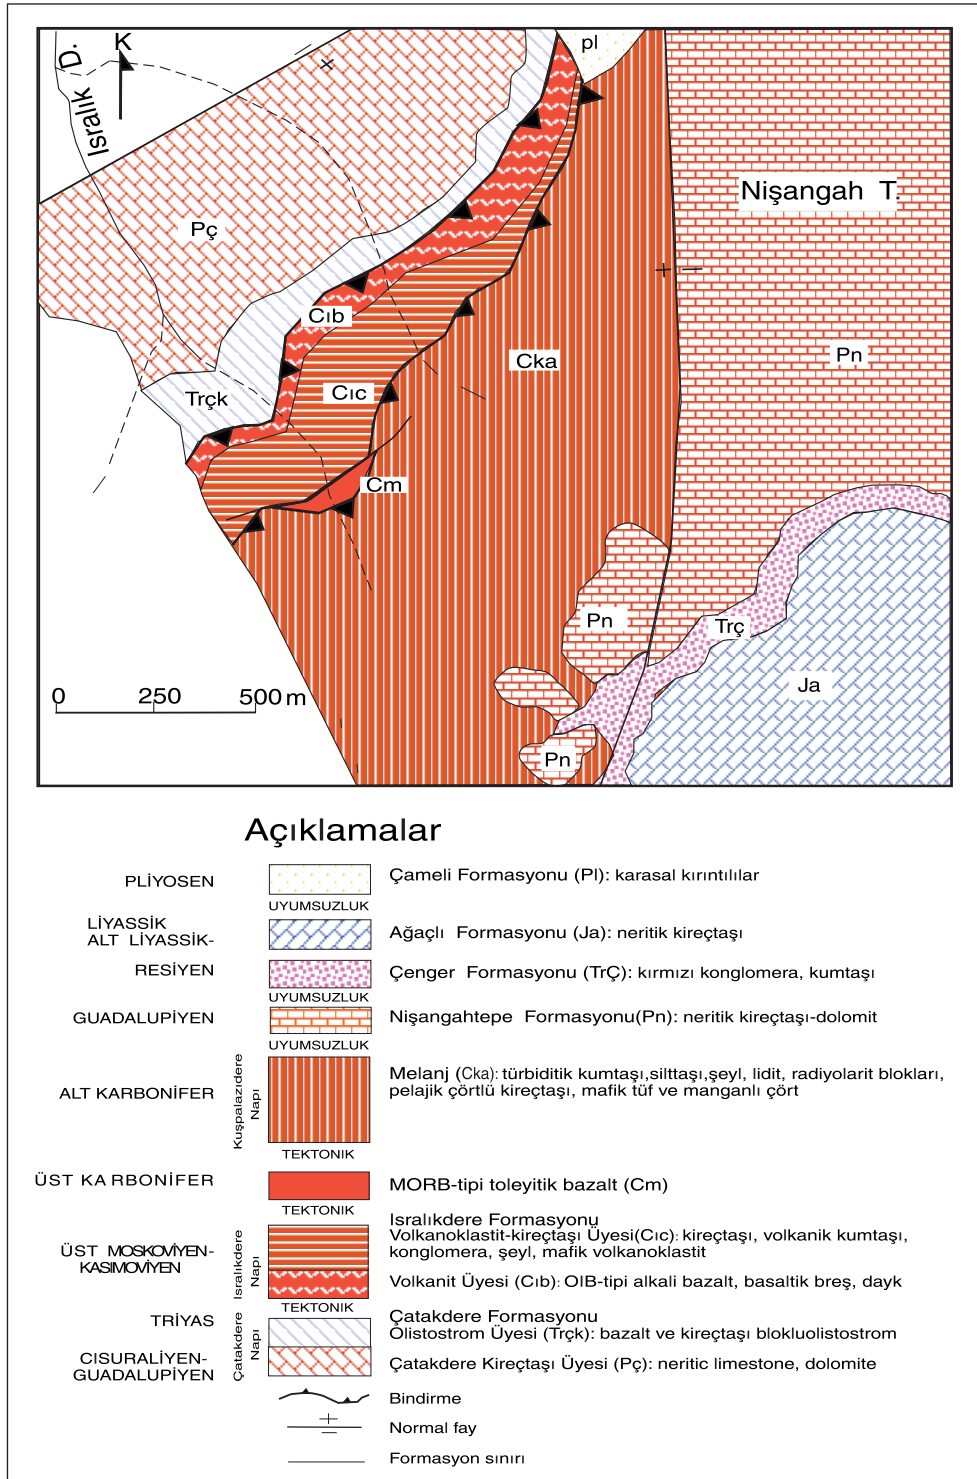 K
Isralık D.
pl
Nişangah T.
Pç
Cıb
Cka
Pn
Cıc
Trçk
Cm
Pn
Trç
Ja
0 250 500 m
Pn
Açıklamalar
PLİYOSEN
Çameli Formasyonu (Pl): karasal kırıntılılar
UYUMSUZLUK
LİYASSİK
ALT LİYASSİK-
Ağaçlı Formasyonu (Ja): neritik kireçtaşı
RESİYEN
Çenger Formasyonu (TrÇ): kırmızı konglomera, kumtaşı
UYUMSUZLUK
GUADALUPİYEN
Nişangahtepe Formasyonu(Pn): neritik kireçtaşı-dolomit
UYUMSUZLUK
ALT KARBONİFER
Kuşpalazıdere
Napı
Melanj (Cka): türbiditik kumtaşı,silttaşı,şeyl, lidit, radiyolarit blokları,
pelajik çörtlü kireçtaşı, mafik tüf ve manganlı çört
TEKTONIK
ÜST KA RBONİFER
MORB-tipi toleyitik bazalt (Cm)
TEKTONIK
ÜST MOSKOVİYEN-
KASIMOVİYEN
Isralıkdere
Napı
Isralıkdere Formasyonu
Volkanoklastit-kireçtaşı Üyesi(Cıc): kireçtaşı, volkanik kumtaşı,
konglomera, şeyl, mafik volkanoklastit
Volkanit Üyesi (Cıb): OIB-tipi alkali bazalt, basaltik breş, dayk
TEKTONIK
TRİYAS
Çatakdere
Napı
Çatakdere Formasyonu
Olistostrom Üyesi (Trçk): bazalt ve kireçtaşı blokluolistostrom
CISURALİYEN-
GUADALUPİYEN
Çatakdere Kireçtaşı Üyesi (Pç): neritic limestone, dolomite
Bindirme
Normal fay
Formasyon sınırı